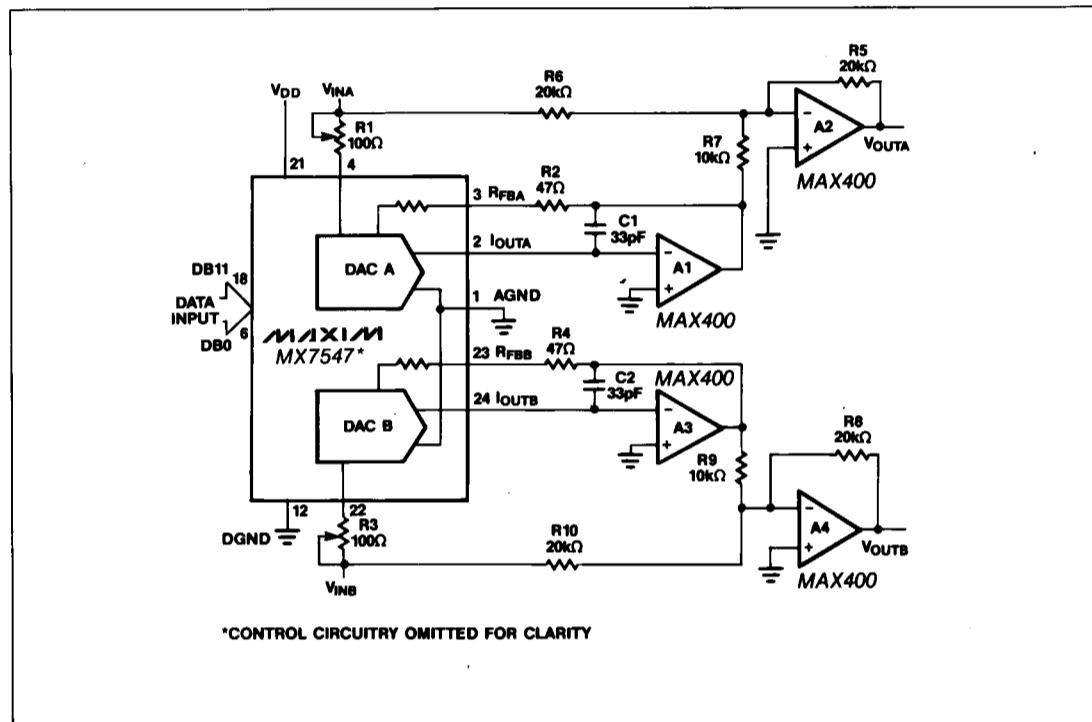 R5
20kΩ
R6
20kΩ
VDD
VINA
R1
100Ω
21
4
R7
10kΩ
-
+
A2
VOUTA
MAX400
3 RFBA
R2
47Ω
C1
33pF
2 IOUTA
-
+
A1
MAX400
DAC A
1 AGND
DB11
18
DATA
INPUT
6
DB0
MAXIM
MX7547*
23 RFBB
R4
47Ω
C2
33pF
MAX400
24 IOUTB
-
+
A3
DAC B
R8
20kΩ
R9
10kΩ
12
22
DGND
R3
100Ω
R10
20kΩ
-
+
A4
VOUTB
MAX400
VINB
*CONTROL CIRCUITRY OMITTED FOR CLARITY